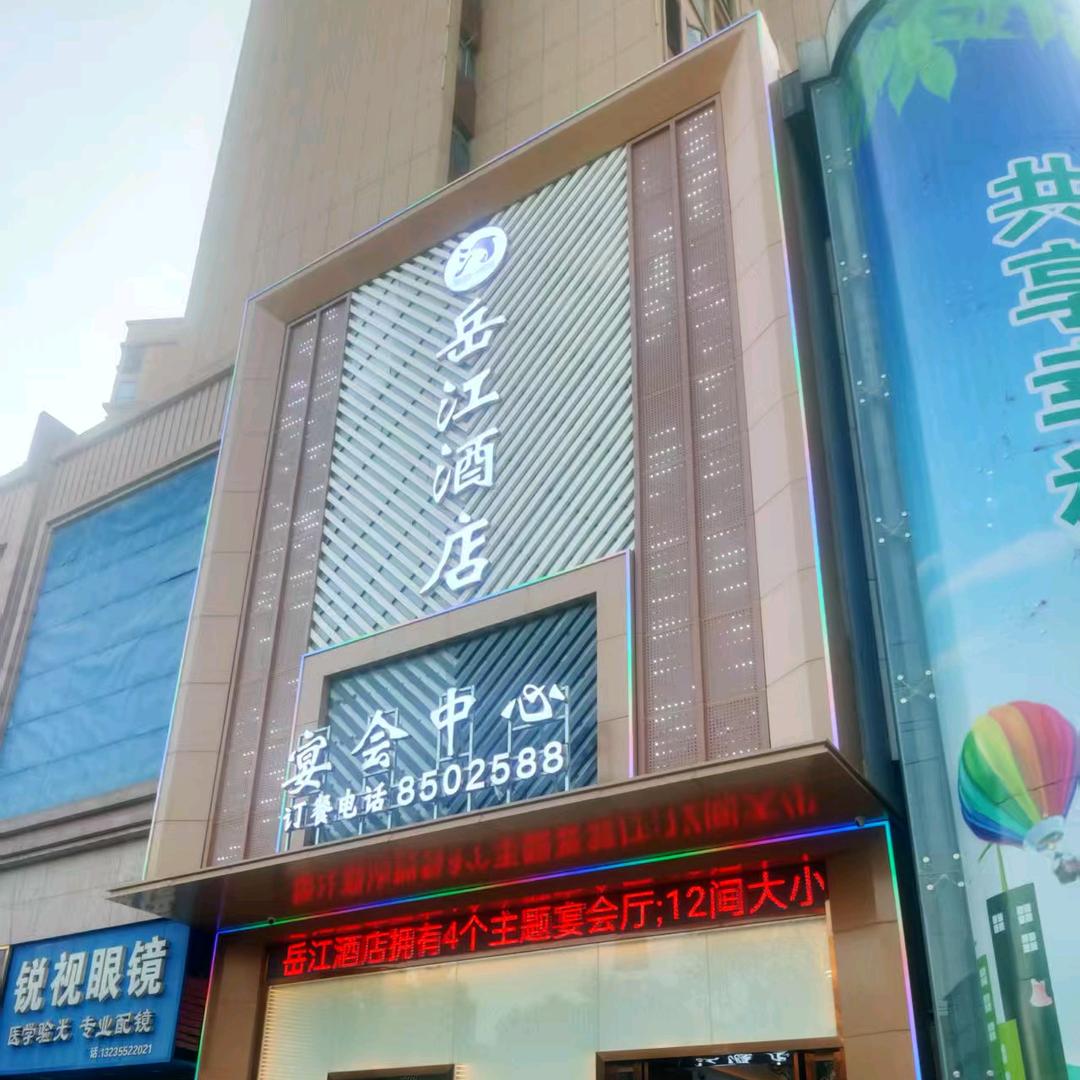 岳江酒店
宴会中心
订餐电话 8502588
岳江酒店拥有4个主题宴会厅;12间大小
锐视眼镜
医学验光 专业配镜
话:13235522021
共享幸